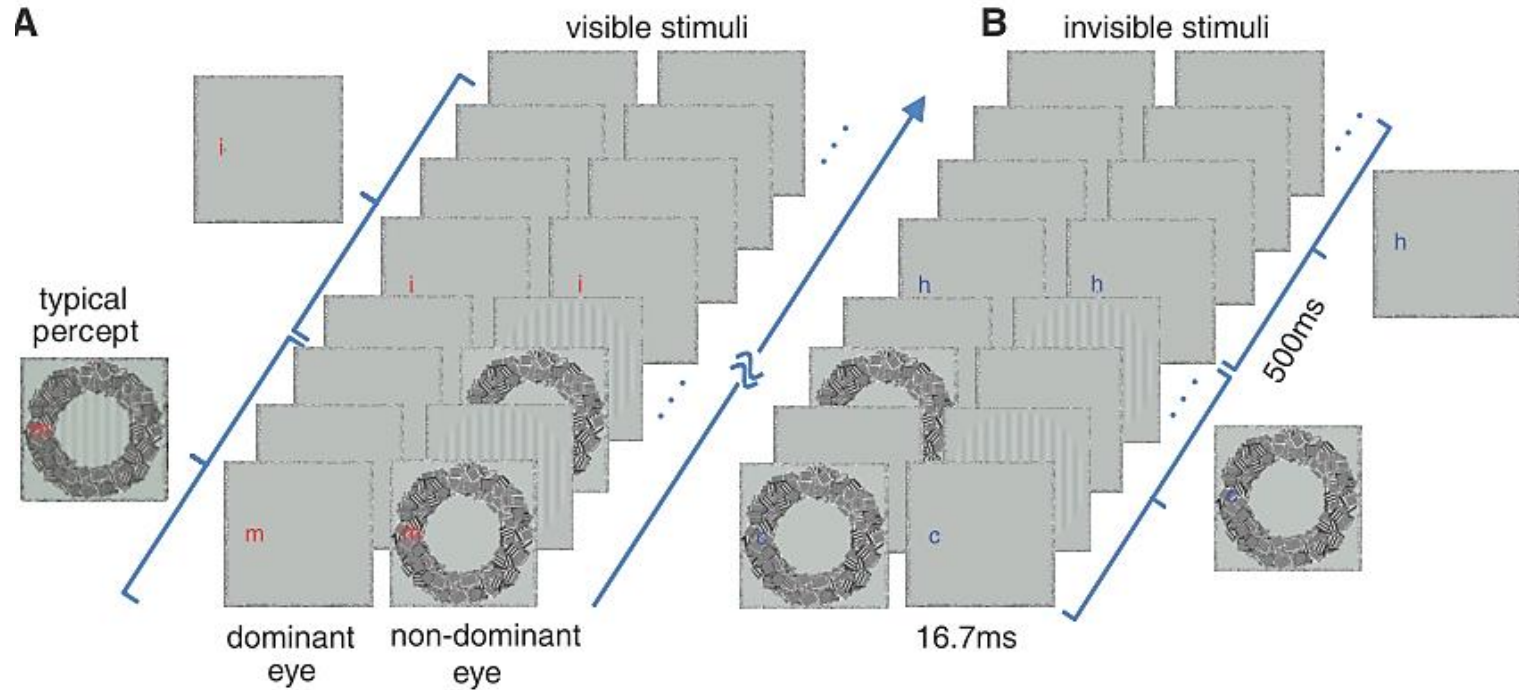 A
visible stimuli
B
invisible stimuli
i
i
i
h
h
h
typical
percept
m
m
m
c
c
c
500ms
dominant
eye
non-dominant
eye
16.7ms